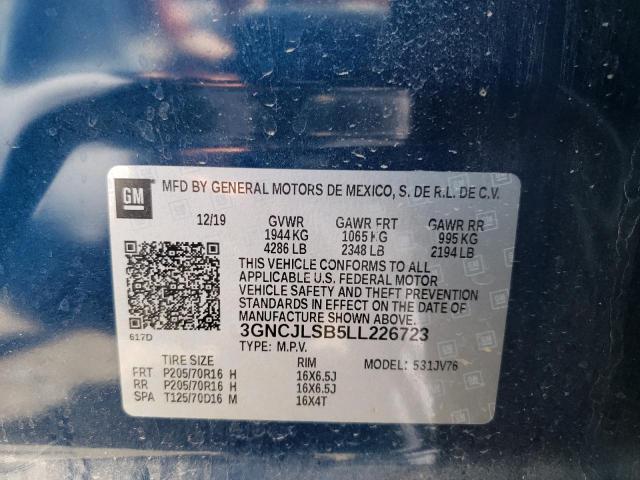 GM MFD BY GENERAL MOTORS DE MEXICO, S. DE R.L. DE C.V.
12/19 GVWR GAWR FRT GAWR RR
1944 KG 1065 KG 995 KG
4286 LB 2348 LB 2194 LB
THIS VEHICLE CONFORMS TO ALL
APPLICABLE U.S. FEDERAL MOTOR
VEHICLE SAFETY AND THEFT PREVENTION
STANDARDS IN EFFECT ON THE DATE OF
MANUFACTURE SHOWN ABOVE.
617D 3GNCJLSB5LL226723
TYPE: M.P.V.
TIRE SIZE RIM MODEL: 531JV76
FRT P205/70R16 H 16X6.5J
RR P205/70R16 H 16X6.5J
SPA T125/70D16 M 16X4T